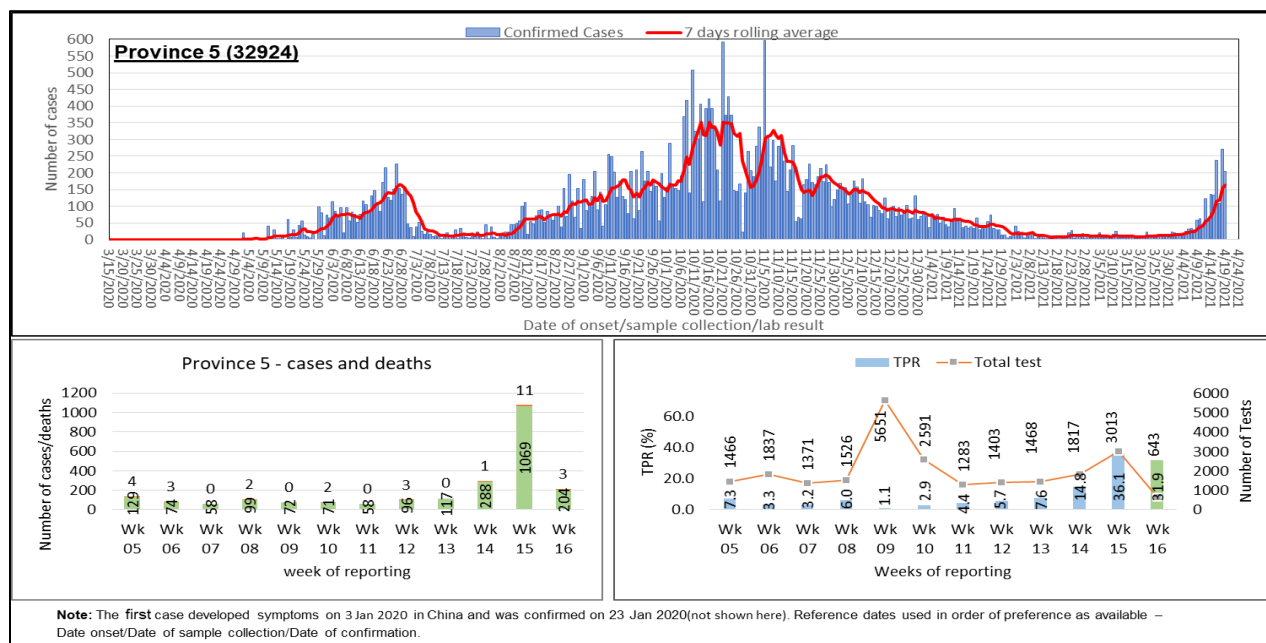 Confirmed Cases 7 days rolling average
Province 5 (32924)
Number of cases
600
550
500
450
400
350
300
250
200
150
100
50
0
3/15/2020 3/20/2020 3/25/2020 3/30/2020 4/4/2020 4/9/2020 4/14/2020 4/19/2020 4/24/2020 4/29/2020 5/4/2020 5/9/2020 5/14/2020 5/19/2020 5/24/2020 5/29/2020 6/3/2020 6/8/2020 6/13/2020 6/18/2020 6/23/2020 6/28/2020 7/3/2020 7/8/2020 7/13/2020 7/18/2020 7/23/2020 7/28/2020 8/2/2020 8/7/2020 8/12/2020 8/17/2020 8/22/2020 8/27/2020 9/1/2020 9/6/2020 9/11/2020 9/16/2020 9/21/2020 9/26/2020 10/1/2020 10/6/2020 10/11/2020 10/16/2020 10/21/2020 10/26/2020 10/31/2020 11/5/2020 11/10/2020 11/15/2020 11/20/2020 11/25/2020 11/30/2020 12/5/2020 12/10/2020 12/15/2020 12/20/2020 12/25/2020 12/30/2020 1/4/2021 1/9/2021 1/14/2021 1/19/2021 1/24/2021 1/29/2021 2/3/2021 2/8/2021 2/13/2021 2/18/2021 2/23/2021 2/28/2021 3/5/2021 3/10/2021 3/15/2021 3/20/2021 3/25/2021 3/30/2021 4/4/2021 4/9/2021 4/14/2021 4/19/2021 4/24/2021
Date of onset/sample collection/lab result
Province 5 - cases and deaths
Number of cases/deaths
1200
1000
800
600
400
200
0
4 3 0 2 0 2 0 3 0 1 11 3
129 74 58 99 72 71 58 96 117 288 1069 204
Wk Wk Wk Wk Wk Wk Wk Wk Wk Wk Wk Wk
05 06 07 08 09 10 11 12 13 14 15 16
week of reporting
TPR Total test
TPR (%)
60.0
40.0
20.0
0.0
1466 1837 1371 1526 5651 2591 1283 1403 1468 1817 3013 643
7.3 3.3 3.2 6.0 1.1 2.9 4.4 5.7 7.6 14.8 36.1 31.9
6000
5000
4000
3000
2000
1000
0
Number of Tests
Wk Wk Wk Wk Wk Wk Wk Wk Wk Wk Wk Wk
05 06 07 08 09 10 11 12 13 14 15 16
Weeks of reporting
Note: The first case developed symptoms on 3 Jan 2020 in China and was confirmed on 23 Jan 2020(not shown here). Reference dates used in order of preference as available –
Date onset/Date of sample collection/Date of confirmation.